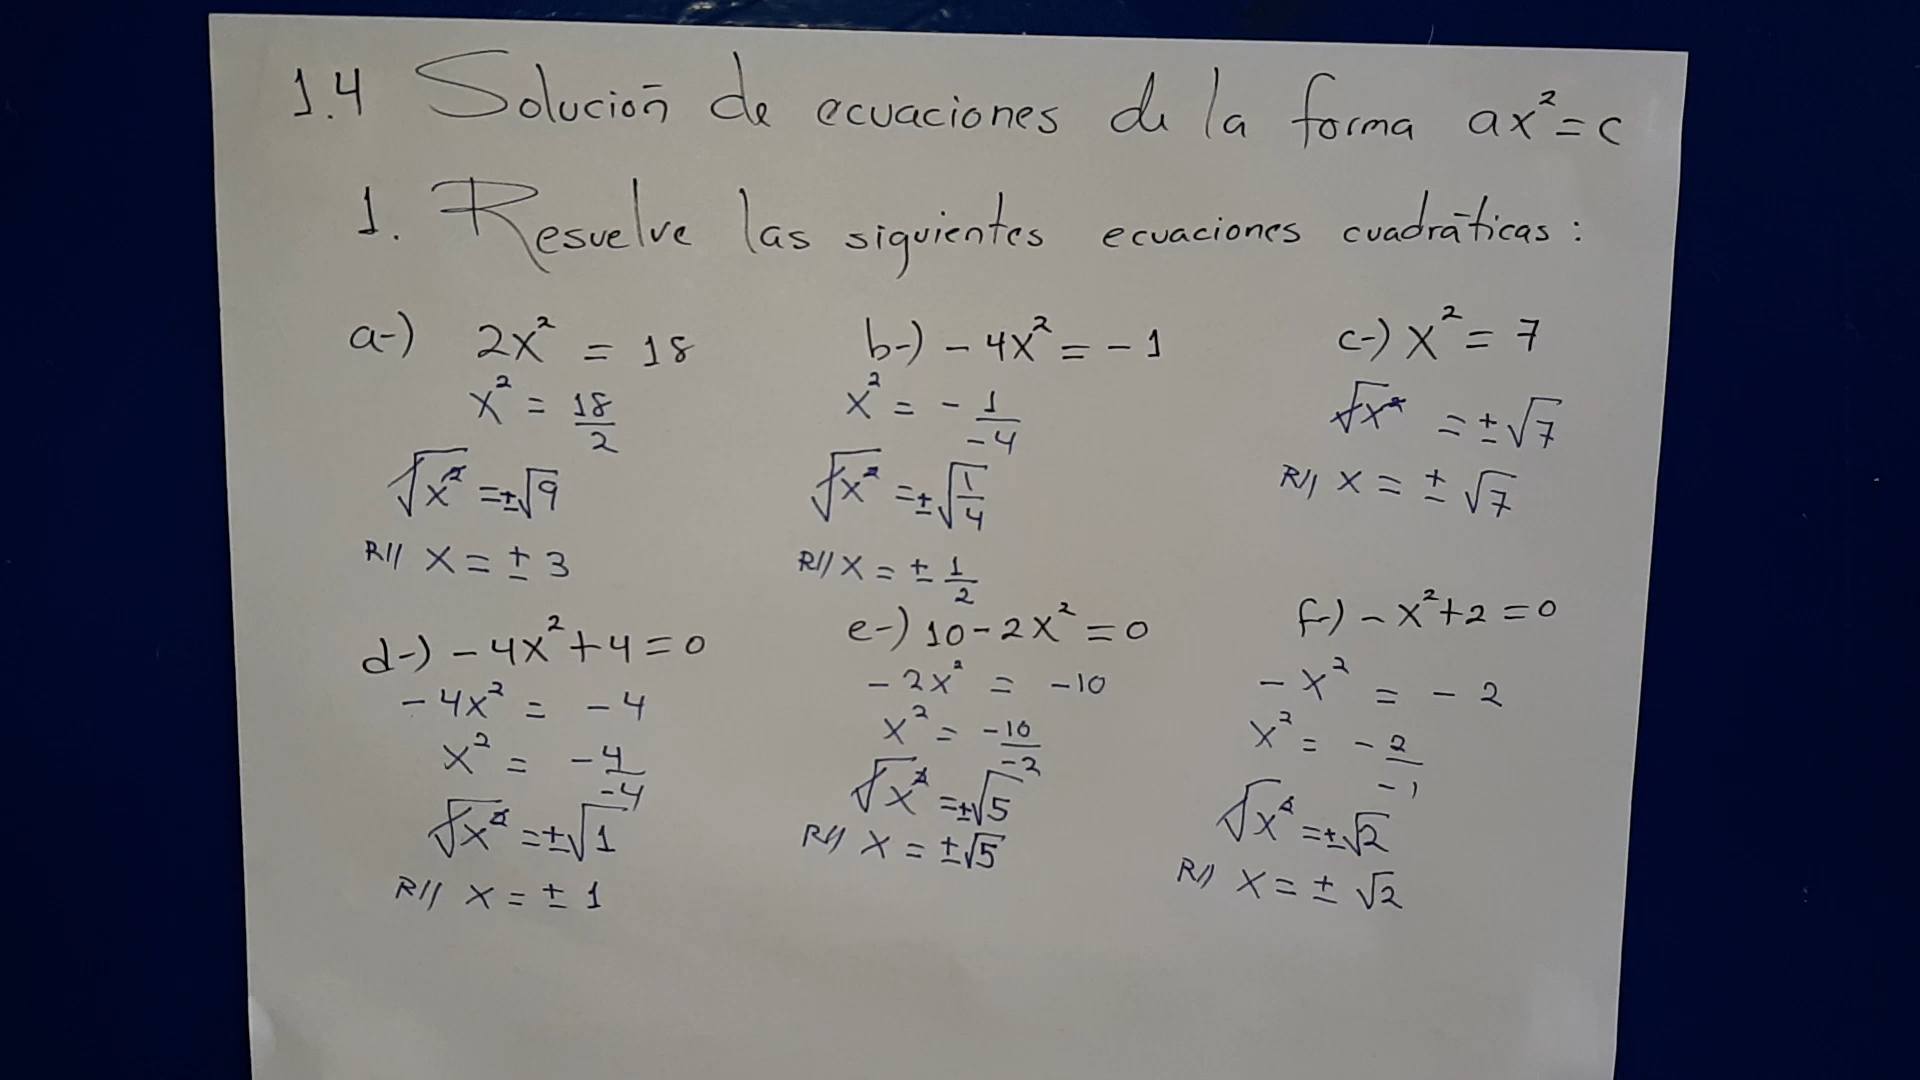 1.4 Solución de ecuaciones de la forma ax²=c
1. Resuelve las siguientes ecuaciones cuadráticas:
a-) 2x² = 18
x² = 18/2
√x² = ±√9
R// x = ± 3
b-) - 4x² = - 1
x² = - 1/-4
√x² = ±√1/4
R// x = ± 1/2
c-) x² = 7
√x² = ±√7
R// x = ± √7
d-) - 4x² + 4 = 0
- 4x² = - 4
x² = -4/-4
√x² = ±√1
R// x = ± 1
e-) 10 - 2x² = 0
- 2x² = -10
x² = -10/-2
√x² = ±√5
R// x = ±√5
f-) - x² + 2 = 0
- x² = - 2
x² = - 2/-1
√x² = ±√2
R// x = ± √2